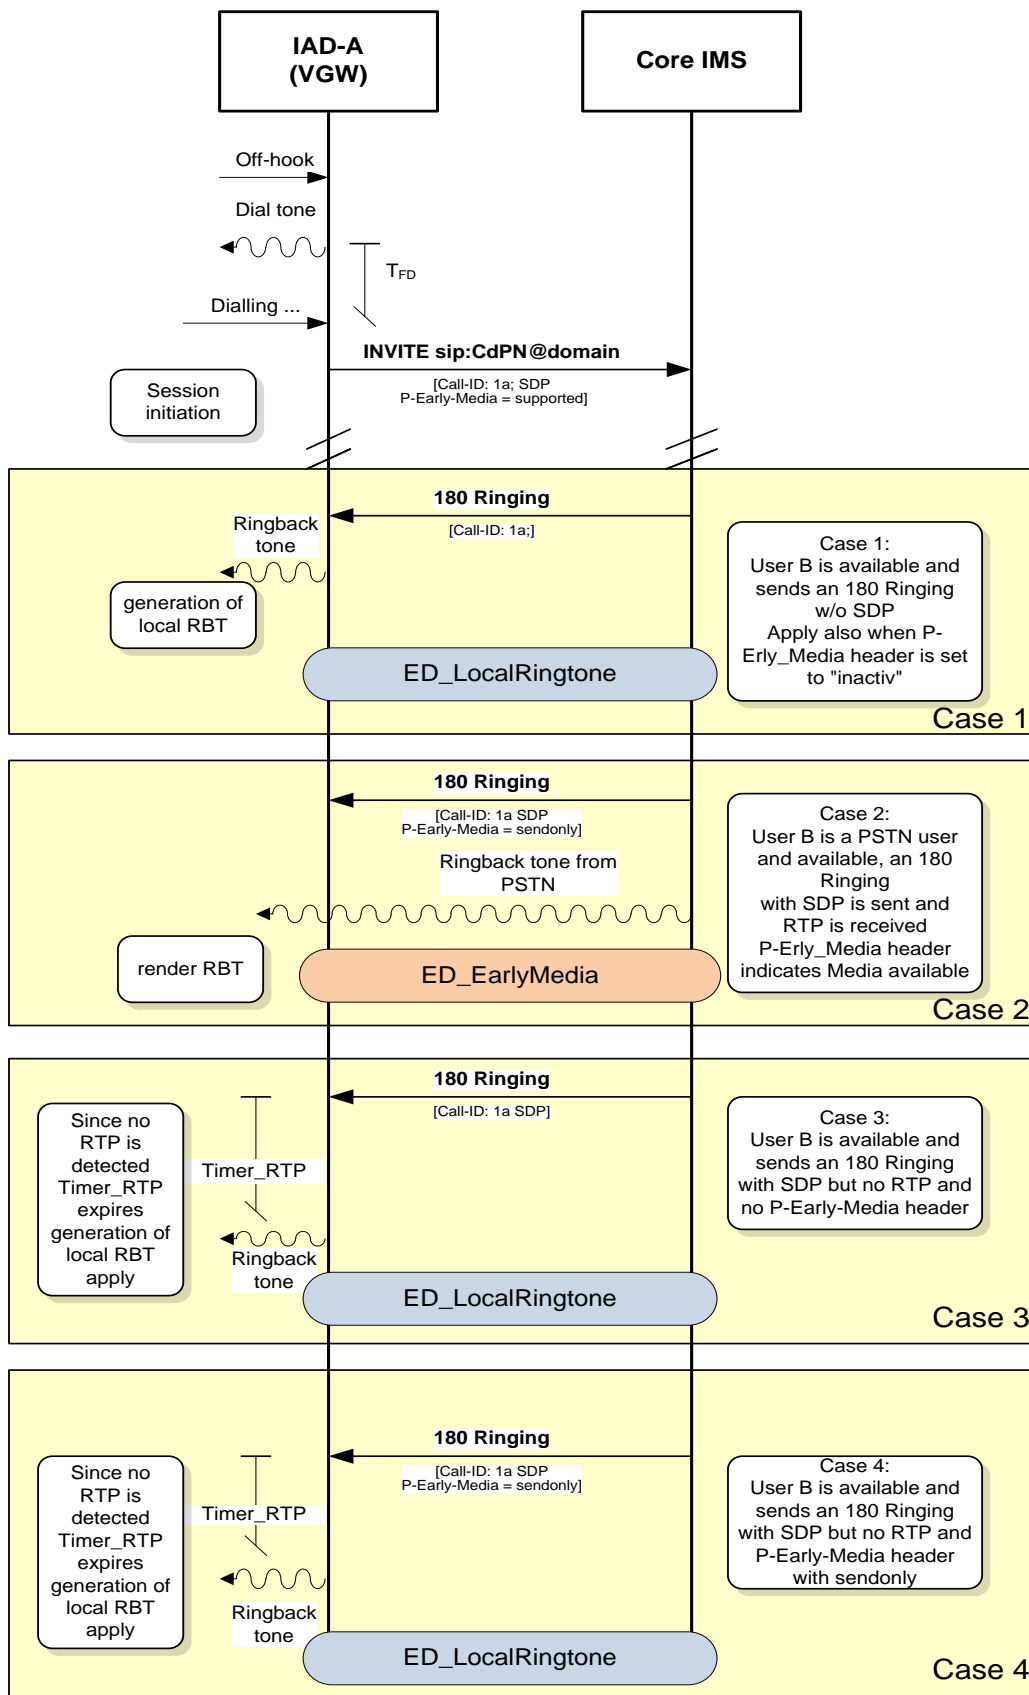 IAD-A
(VGW)
Core IMS
Off-hook
Dial tone
TFD
Dialling ...
INVITE sip:CdPN@domain
[Call-ID: 1a; SDP
P-Early-Media = supported]
Session
initiation
180 Ringing
[Call-ID: 1a;]
Ringback
tone
generation of
local RBT
ED_LocalRingtone
Case 1:
User B is available and
sends an 180 Ringing
w/o SDP
Apply also when P-
Erly_Media header is set
to "inactiv"
Case 1
180 Ringing
[Call-ID: 1a SDP
P-Early-Media = sendonly]
Ringback tone from
PSTN
render RBT
ED_EarlyMedia
Case 2:
User B is a PSTN user
and available, an 180
Ringing
with SDP is sent and
RTP is received
P-Erly_Media header
indicates Media available
Case 2
180 Ringing
[Call-ID: 1a SDP]
Since no
RTP is
detected
Timer_RTP
expires
generation of
local RBT
apply
Timer_RTP
Ringback
tone
ED_LocalRingtone
Case 3:
User B is available and
sends an 180 Ringing
with SDP but no RTP and
no P-Early-Media header
Case 3
180 Ringing
[Call-ID: 1a SDP
P-Early-Media = sendonly]
Since no
RTP is
detected
Timer_RTP
expires
generation of
local RBT
apply
Timer_RTP
Ringback
tone
ED_LocalRingtone
Case 4:
User B is available and
sends an 180 Ringing
with SDP but no RTP and
P-Early-Media header
with sendonly
Case 4